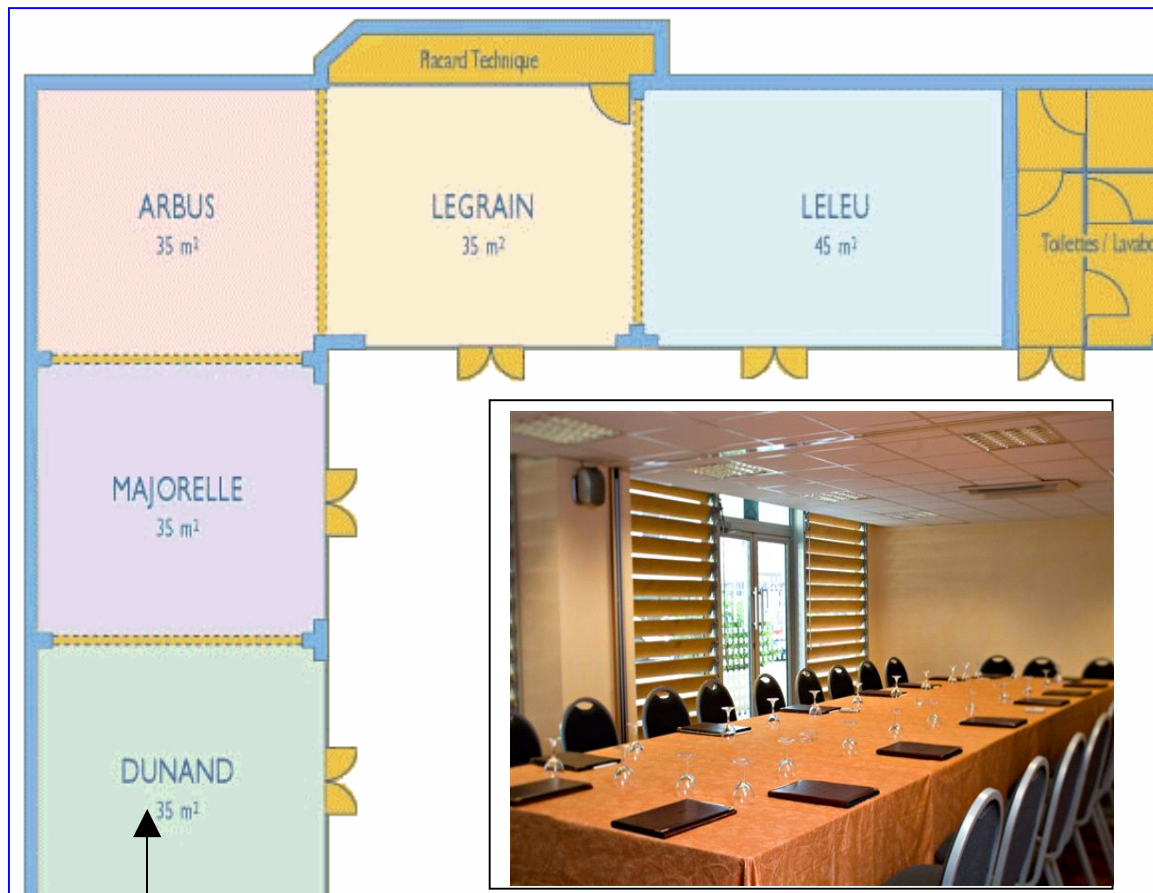 Placard Technique
ARBUS
35 m²
LEGRAIN
35 m²
LELEU
45 m²
Toilettes / Lavabo
MAJORELLE
35 m²
DUNAND
35 m²